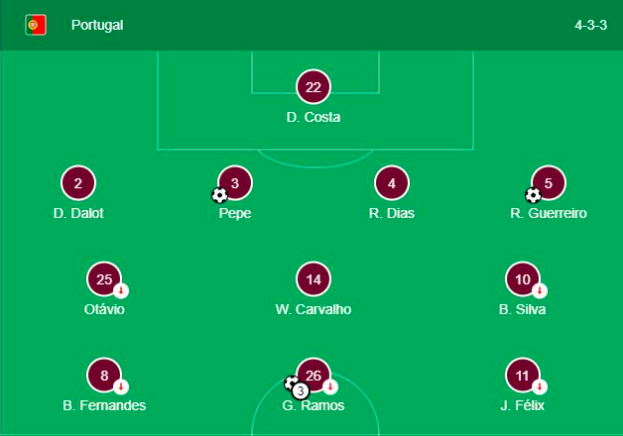 Portugal 4-3-3
22
D. Costa
2 3 4 5
D. Dalot Pepe R. Dias R. Guerreiro
25 14 10
Otávio W. Carvalho B. Silva
8 26 11
3
B. Fernandes G. Ramos J. Félix